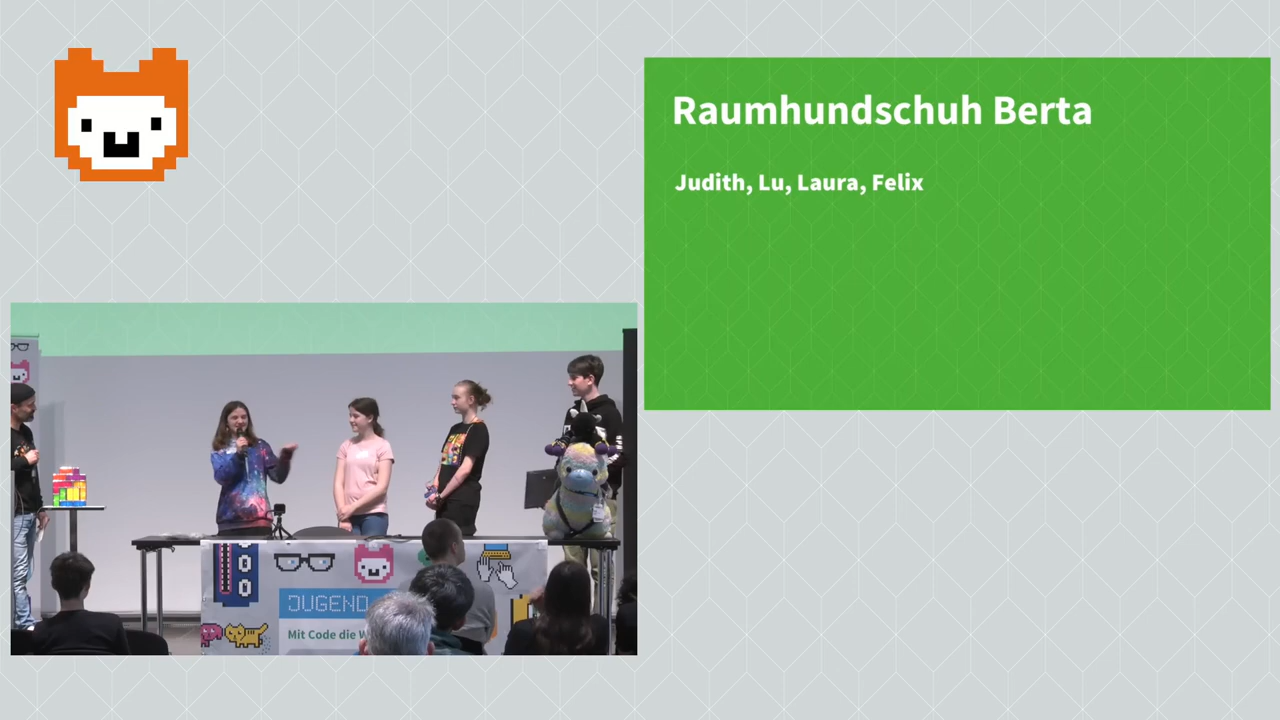 Raumhundschuh Berta
Judith, Lu, Laura, Felix
JUGEND
Mit Code die